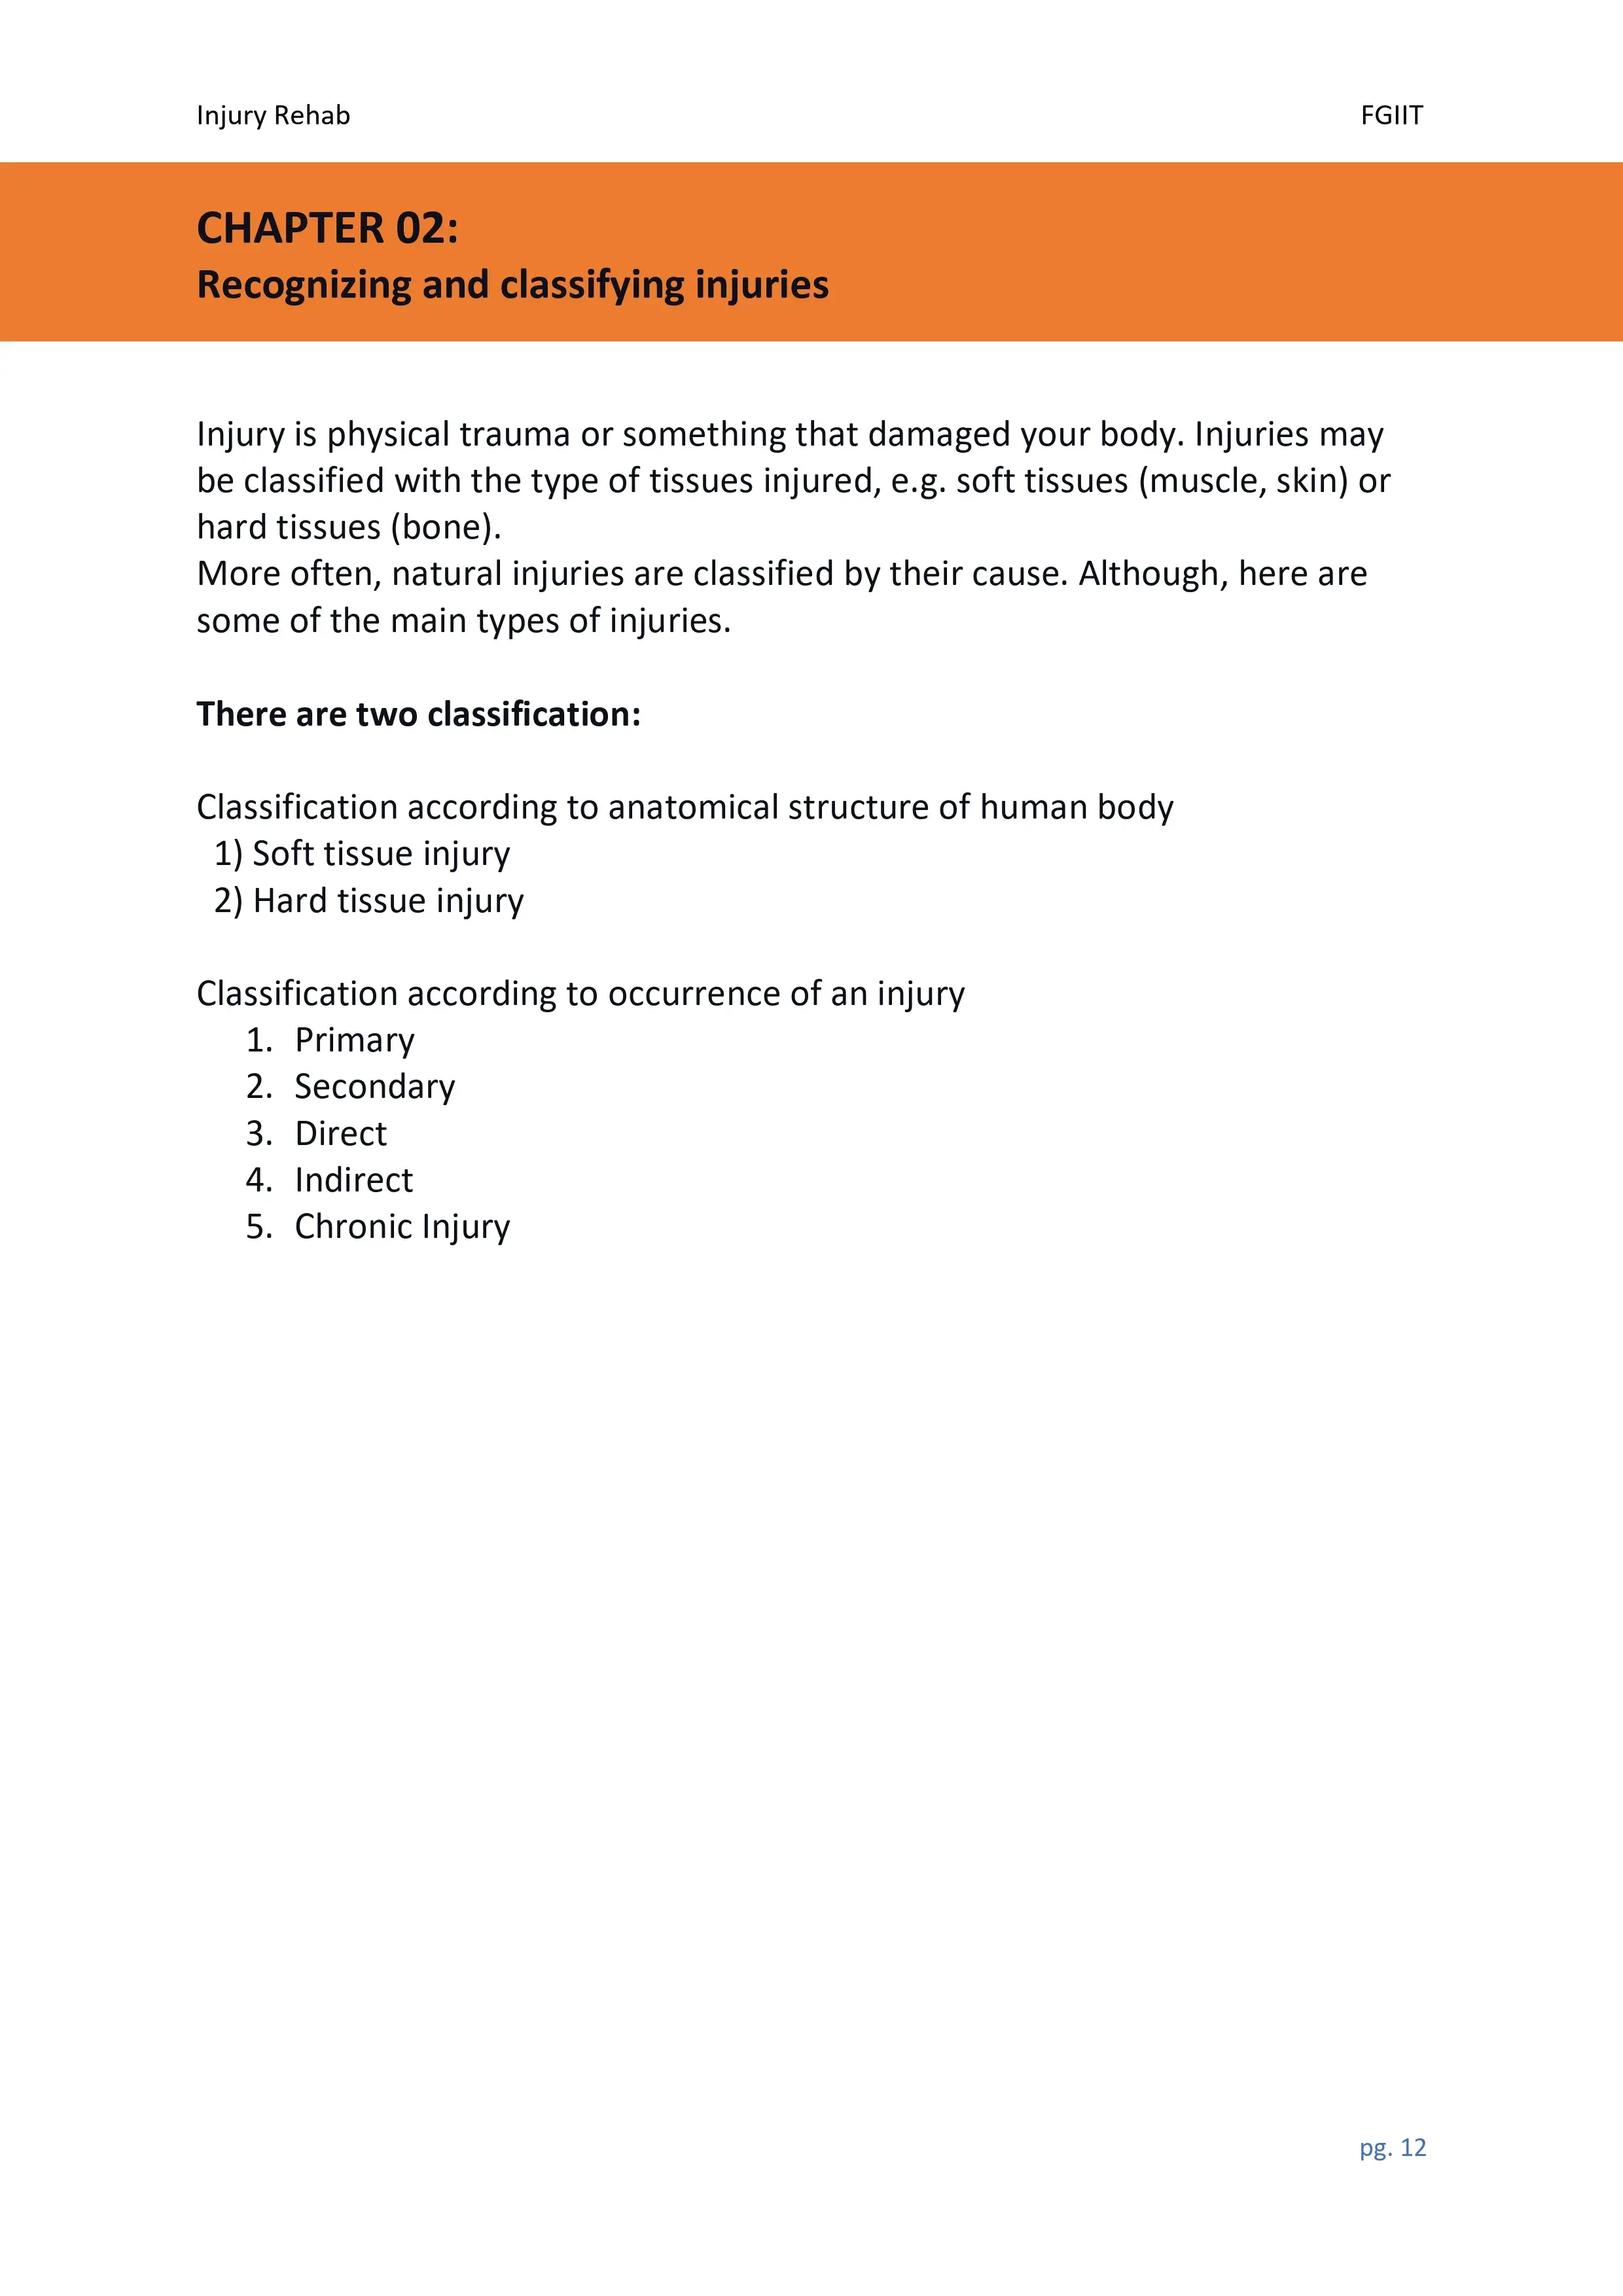 Injury Rehab FGIIT
CHAPTER 02:
Recognizing and classifying injuries
Injury is physical trauma or something that damaged your body. Injuries may
be classified with the type of tissues injured, e.g. soft tissues (muscle, skin) or
hard tissues (bone).
More often, natural injuries are classified by their cause. Although, here are
some of the main types of injuries.
There are two classification:
Classification according to anatomical structure of human body
1) Soft tissue injury
2) Hard tissue injury
Classification according to occurrence of an injury
1. Primary
2. Secondary
3. Direct
4. Indirect
5. Chronic Injury
pg. 12